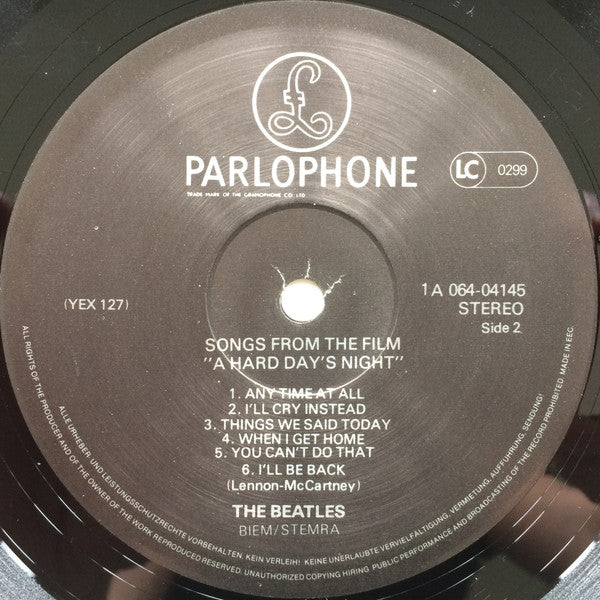 £
PARLOPHONE
TRADE MARK OF THE GRAMOPHONE CO. LTD
LC 0299
1A 064-04145
STEREO
Side 2
(YEX 127)
SONGS FROM THE FILM
"A HARD DAY'S NIGHT"
1. ANY TIME AT ALL
2. I'LL CRY INSTEAD
3. THINGS WE SAID TODAY
4. WHEN I GET HOME
5. YOU CAN'T DO THAT
6. I'LL BE BACK
(Lennon-McCartney)
THE BEATLES
BIEM/STEMRA
ALL RIGHTS OF THE PRODUCER AND OF THE OWNER OF THE WORK REPRODUCED RESERVED. UNAUTHORIZED COPYING HIRING PUBLIC PERFORMANCE AND BROADCASTING OF THE RECORD PROHIBITED. MADE IN EEC.
ALLE URHEBER- UND LEISTUNGSSCHUTZRECHTE VORBEHALTEN. KEIN VERLEIH! KEINE UNERLAUBTE VERVIELFÄLTIGUNG, VERMIETUNG, AUFFÜHRUNG, SENDUNG!